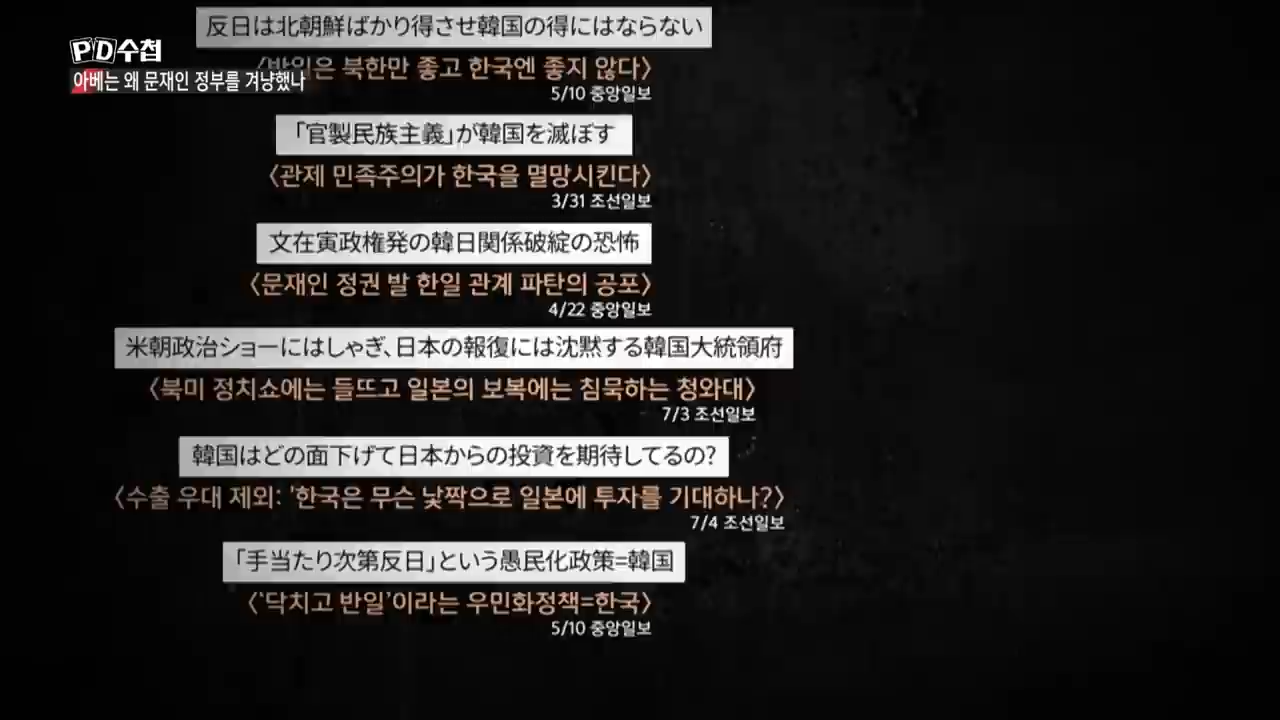 反日は北朝鮮ばかり得させ韓国の得にはならない
PD수첩
아베는 왜 문재인 정부를 겨냥했나
〈반일은 북한만 좋고 한국엔 좋지 않다〉
5/10 중앙일보
「官製民族主義」が韓国を滅ぼす
〈관제 민족주의가 한국을 멸망시킨다〉
3/31 조선일보
文在寅政権発の韓日関係破綻の恐怖
〈문재인 정권 발 한일 관계 파탄의 공포〉
4/22 중앙일보
米朝政治ショーにはしゃぎ、日本の報復には沈黙する韓国大統領府
〈북미 정치쇼에는 들뜨고 일본의 보복에는 침묵하는 청와대〉
7/3 조선일보
韓国はどの面下げて日本からの投資を期待してるの?
〈수출 우대 제외: '한국은 무슨 낯짝으로 일본에 투자를 기대하나?〉
7/4 조선일보
「手当たり次第反日」という愚民化政策=韓国
〈'닥치고 반일'이라는 우민화정책=한국〉
5/10 중앙일보